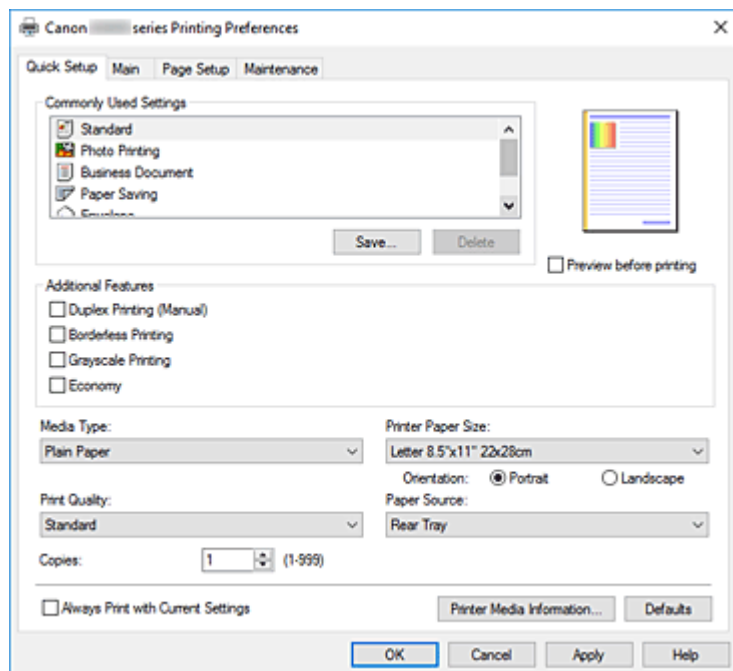 Canon series Printing Preferences
Quick Setup Main Page Setup Maintenance
Commonly Used Settings
Standard
Photo Printing
Business Document
Paper Saving
Envelope
Save... Delete
Preview before printing
Additional Features
Duplex Printing (Manual)
Borderless Printing
Grayscale Printing
Economy
Media Type: Printer Paper Size:
Plain Paper Letter 8.5"x11" 22x28cm
Orientation: Portrait Landscape
Print Quality: Paper Source:
Standard Rear Tray
Copies: 1 (1-999)
Always Print with Current Settings Printer Media Information... Defaults
OK Cancel Apply Help